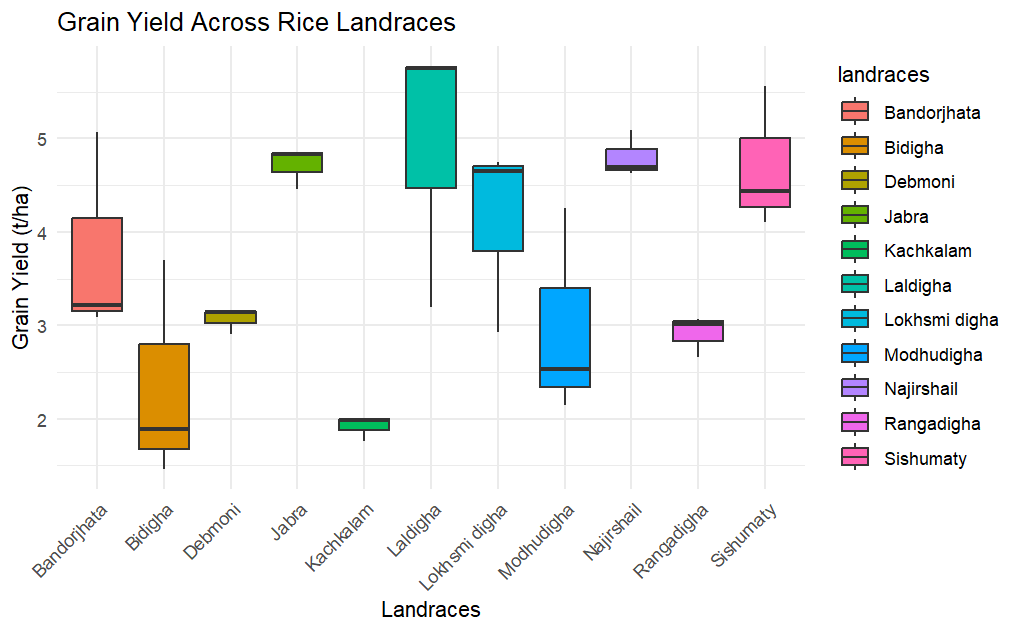 Grain Yield Across Rice Landraces
Grain Yield (t/ha)
5
4
3
2
Bandorjhata
Bidigha
Debmoni
Jabra
Kachkalam
Laldigha
Lokhsmi digha
Modhudigha
Najirshail
Rangadigha
Sishumaty
Landraces
landraces
Bandorjhata
Bidigha
Debmoni
Jabra
Kachkalam
Laldigha
Lokhsmi digha
Modhudigha
Najirshail
Rangadigha
Sishumaty